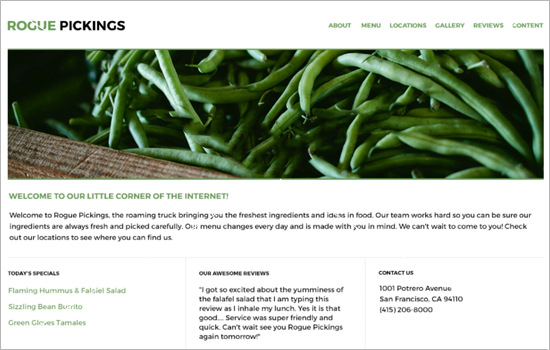 ROGUE PICKINGS
ABOUT MENU LOCATIONS GALLERY REVIEWS CONTENT
WELCOME TO OUR LITTLE CORNER OF THE INTERNET!
Welcome to Rogue Pickings, the roaming truck bringing you the freshest ingredients and ideas in food. Our team works hard so you can be sure our
ingredients are always fresh and picked carefully. Our menu changes every day and is made with you in mind. We can't wait to come to you! Check
out our locations to see where you can find us.
TODAY'S SPECIALS
Flaming Hummus & Falafel Salad
Sizzling Bean Burrito
Green Gloves Tamales
OUR AWESOME REVIEWS
"I got so excited about the yumminess of
the falafel salad that I am typing this
review as I inhale my lunch. Yes it is that
good.... Service was super friendly and
quick. Can't wait see you Rogue Pickings
again tomorrow!"
CONTACT US
1001 Potrero Avenue
San Francisco, CA 94110
(415) 206-8000